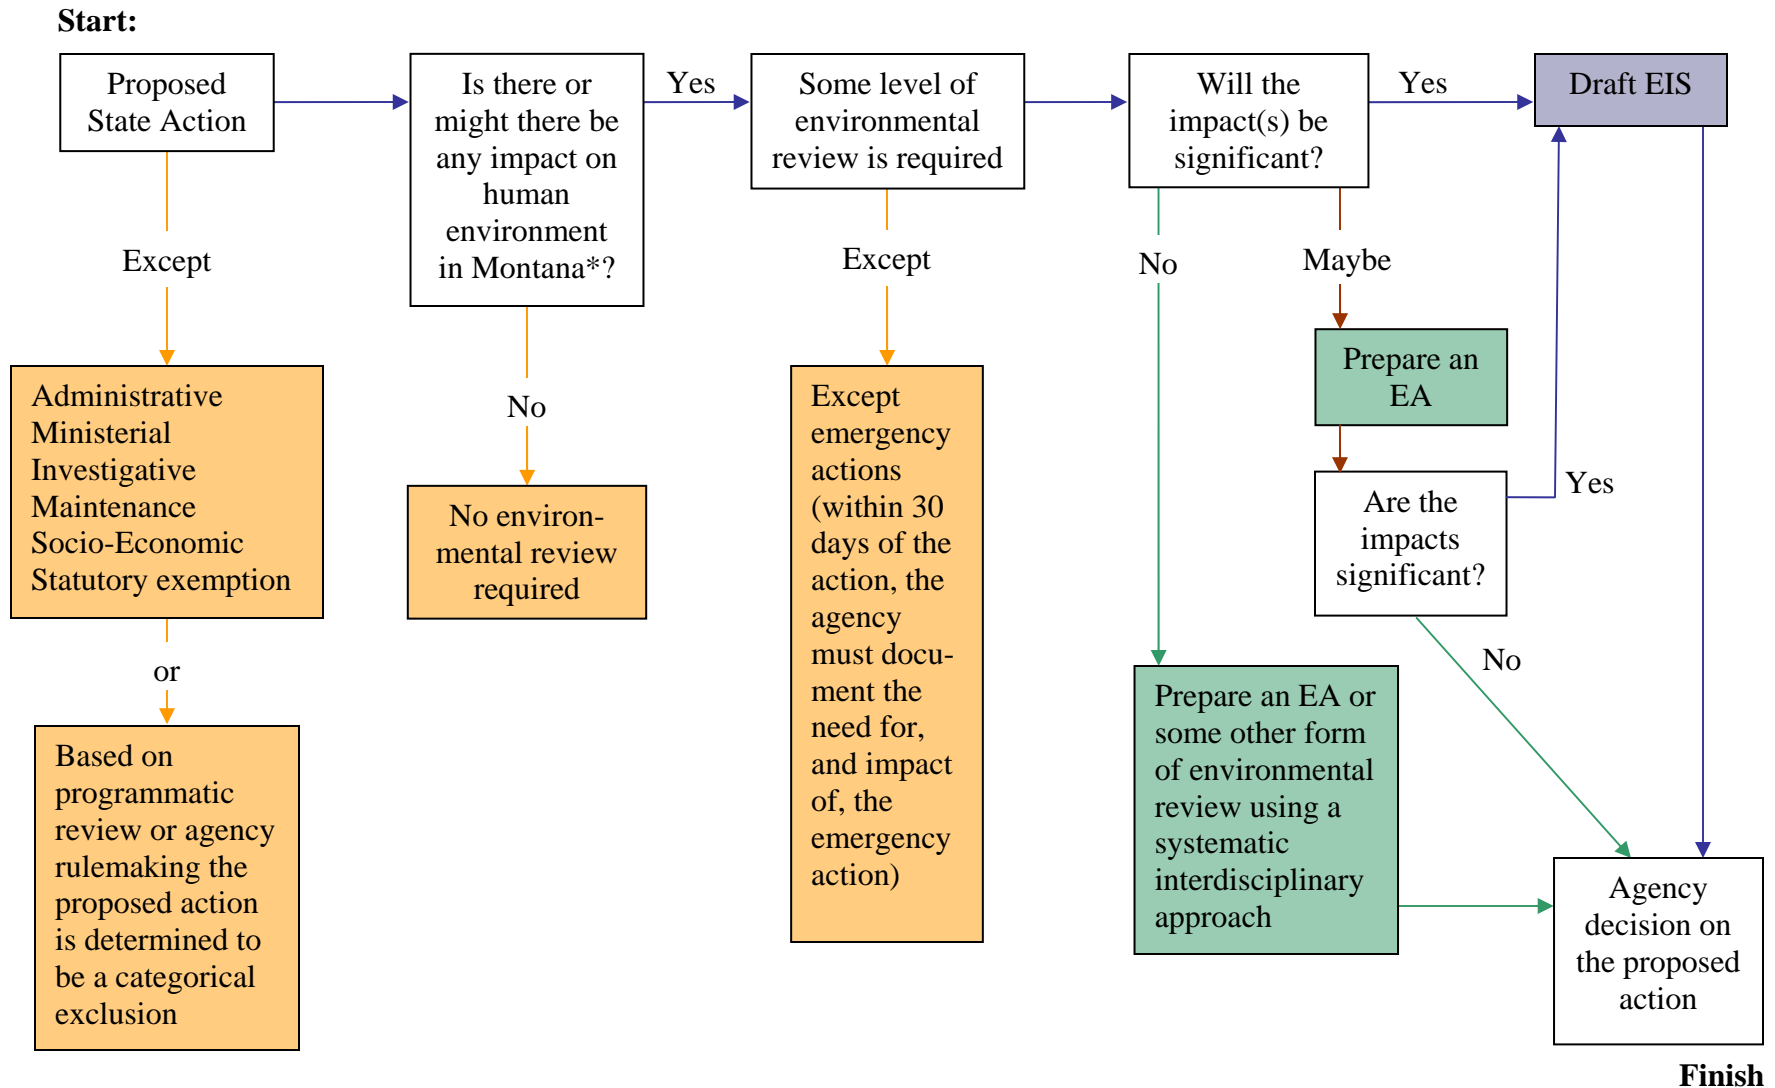 Start:
Proposed
State Action
Is there or
might there be
any impact on
human
environment
in Montana*?
Yes
Some level of
environmental
review is required
Will the
impact(s) be
significant?
Yes
Draft EIS
Except
Except
No
Maybe
Administrative
Ministerial
Investigative
Maintenance
Socio-Economic
Statutory exemption
No
No environ-
mental review
required
Except
emergency
actions
(within 30
days of the
action, the
agency
must docu-
ment the
need for,
and impact
of, the
emergency
action)
Prepare an
EA
Are the
impacts
significant?
Yes
No
or
Based on
programmatic
review or agency
rulemaking the
proposed action
is determined to
be a categorical
exclusion
Prepare an EA or
some other form
of environmental
review using a
systematic
interdisciplinary
approach
Agency
decision on
the proposed
action
Finish